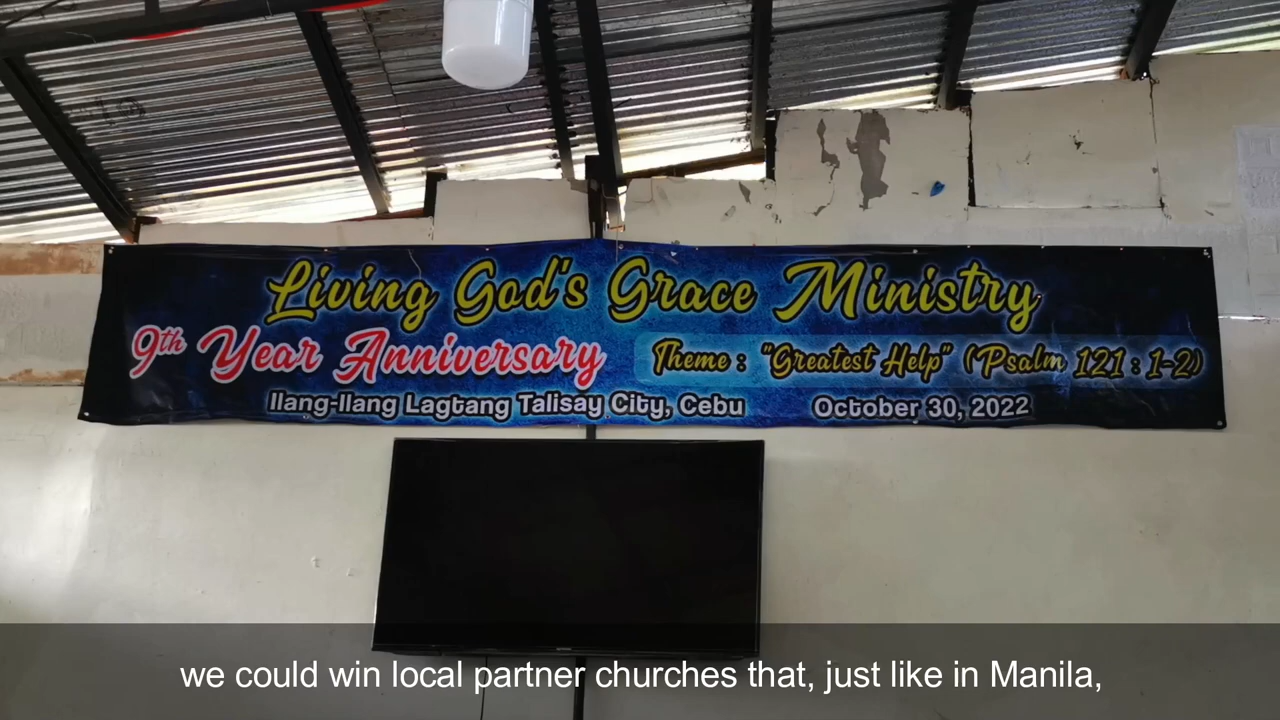 Living God's Grace Ministry
9th Year Anniversary Theme : "Greatest Help" (Psalm 121 : 1-2)
Ilang-Ilang Lagtang Talisay City, Cebu October 30, 2022
we could win local partner churches that, just like in Manila,